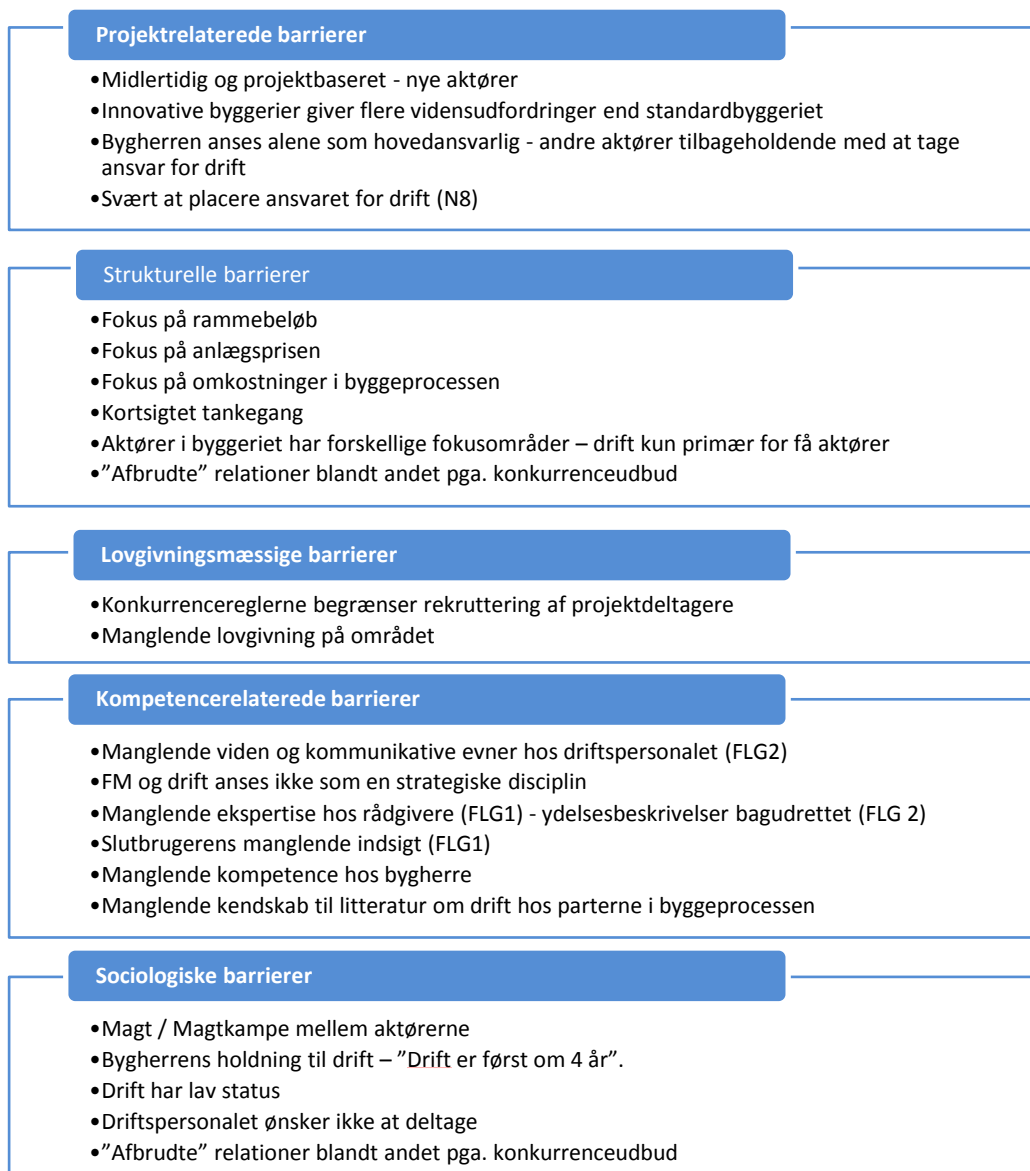 Projektrelaterede barrierer
•Midlertidig og projektbaseret - nye aktører
•Innovative byggerier giver flere vidensudfordringer end standardbyggeriet
•Bygherren anses alene som hovedansvarlig - andre aktører tilbageholdende med at tage
ansvar for drift
•Svært at placere ansvaret for drift (N8)
Strukturelle barrierer
•Fokus på rammebeløb
•Fokus på anlægsprisen
•Fokus på omkostninger i byggeprocessen
•Kortsigtet tankegang
•Aktører i byggeriet har forskellige fokusområder – drift kun primær for få aktører
•”Afbrudte” relationer blandt andet pga. konkurrenceudbud
Lovgivningsmæssige barrierer
•Konkurrencereglerne begrænser rekruttering af projektdeltagere
•Manglende lovgivning på området
Kompetencerelaterede barrierer
•Manglende viden og kommunikative evner hos driftspersonalet (FLG2)
•FM og drift anses ikke som en strategiske disciplin
•Manglende ekspertise hos rådgivere (FLG1) - ydelsesbeskrivelser bagudrettet (FLG 2)
•Slutbrugerens manglende indsigt (FLG1)
•Manglende kompetence hos bygherre
•Manglende kendskab til litteratur om drift hos parterne i byggeprocessen
Sociologiske barrierer
•Magt / Magtkampe mellem aktørerne
•Bygherrens holdning til drift – ”Drift er først om 4 år”.
•Drift har lav status
•Driftspersonalet ønsker ikke at deltage
•”Afbrudte” relationer blandt andet pga. konkurrenceudbud